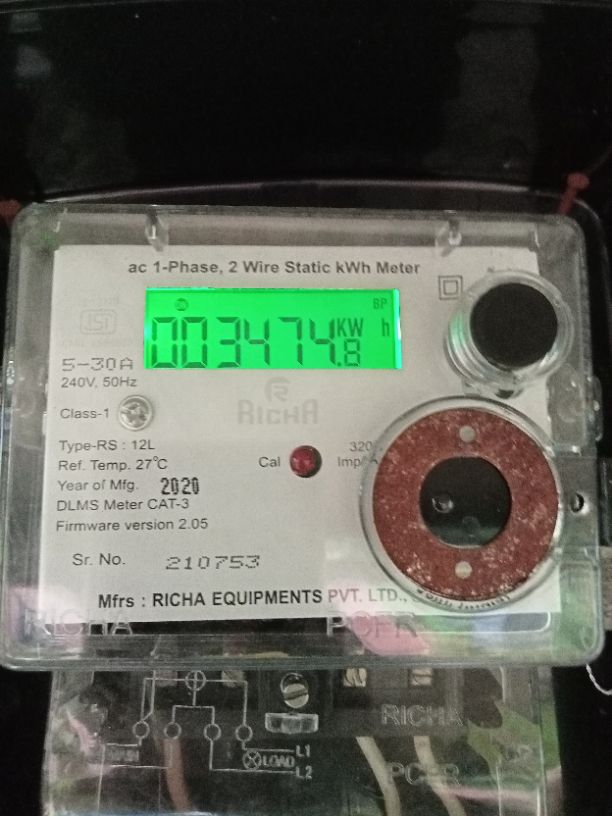 ac 1-Phase, 2 Wire Static kWh Meter
BP
003474.8 KW h
ISI
5-30A
240V, 50Hz
RICHA
Class-1
Type-RS : 12L
Cal
Ref. Temp. 27°C
Year of Mfg. 2020
DLMS Meter CAT-3
Firmware version 2.05
Sr. No. 210753
Mfrs : RICHA EQUIPMENTS PVT. LTD.,
RICHA
RICHA
L1
LOAD
L2